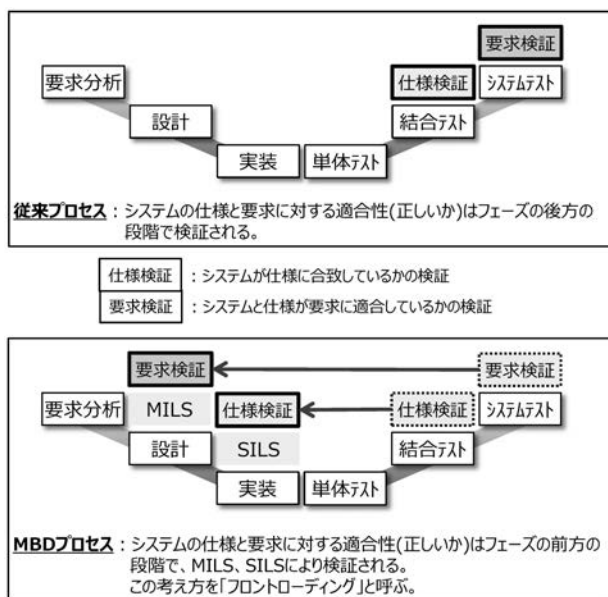 要求検証
要求分析
仕様検証
システムテスト
設計
結合テスト
実装
単体テスト
従来プロセス：システムの仕様と要求に対する適合性(正しいか)はフェーズの後方の
段階で検証される。
仕様検証：システムが仕様に合致しているかの検証
要求検証：システムと仕様が要求に適合しているかの検証
要求検証
要求検証
要求分析
MILS
仕様検証
仕様検証
システムテスト
設計
SILS
結合テスト
実装
単体テスト
MBDプロセス：システムの仕様と要求に対する適合性(正しいか)はフェーズの前方の
段階で、MILS、SILSにより検証される。
この考え方を「フロントローディング」と呼ぶ。